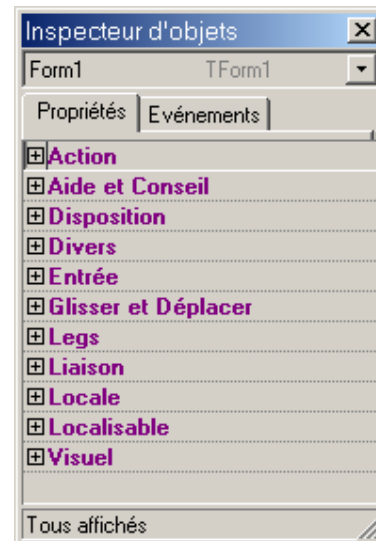 Inspecteur d'objets
Form1 TForm1
Propriétés Evénements
Action
Aide et Conseil
Disposition
Divers
Entrée
Glisser et Déplacer
Legs
Liaison
Locale
Localisable
Visuel
Tous affichés